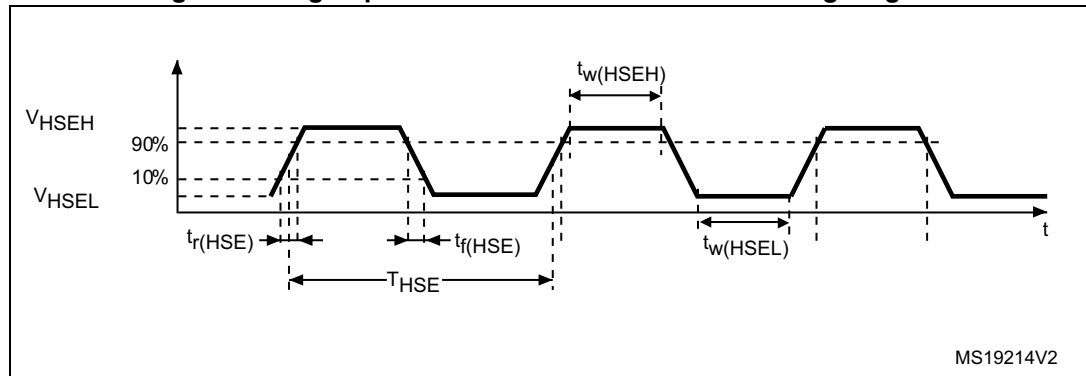 tw(HSEH)
VHSEH
90%
10%
VHSEL
tr(HSE)
tf(HSE)
tw(HSEL)
t
THSE
MS19214V2